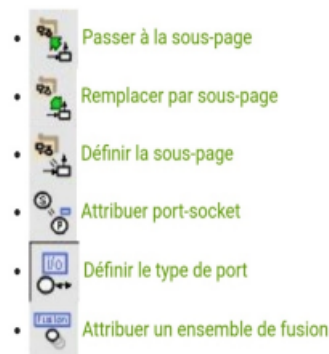 Passer à la sous-page
Remplacer par sous-page
Définir la sous-page
S P Attribuer port-socket
I/O Définir le type de port
Fusion Attribuer un ensemble de fusion